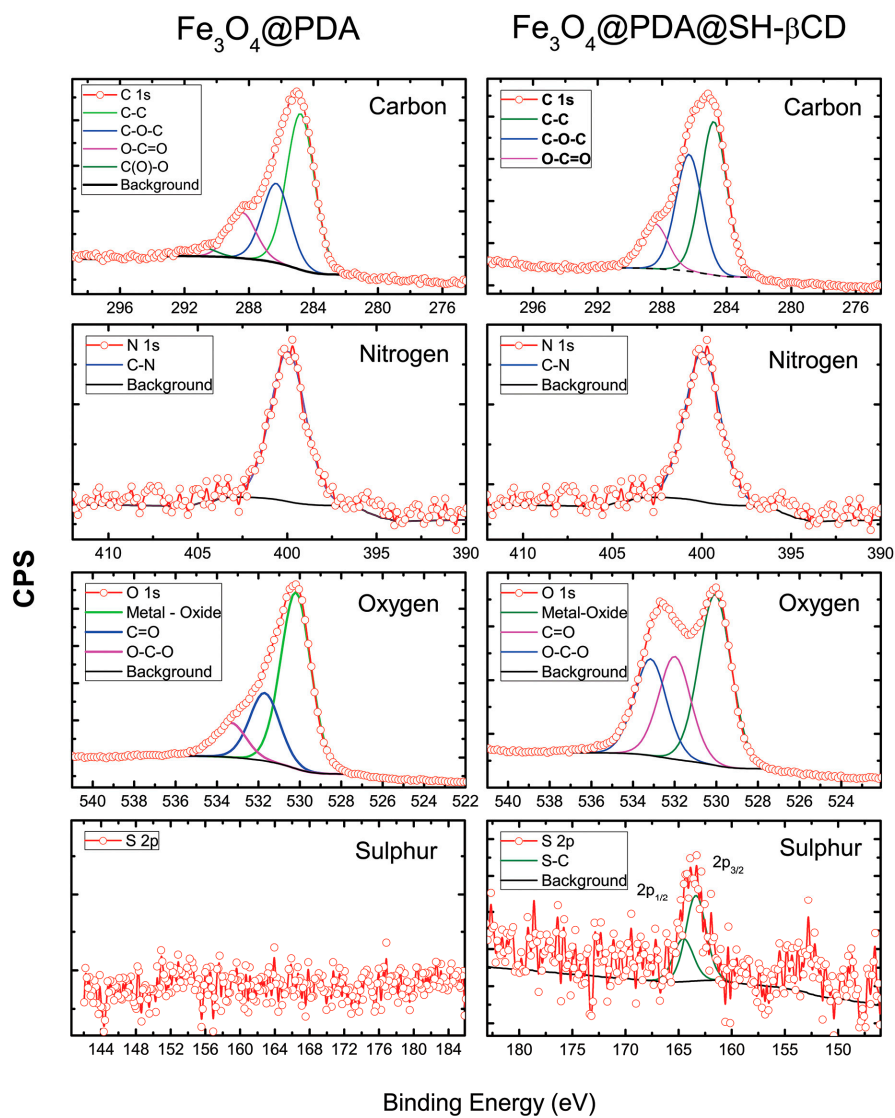 Fe₃O₄@PDA
Fe₃O₄@PDA@SH-βCD
C 1s
C-C
C-O-C
O-C=O
C(O)-O
Background
Carbon
296 292 288 284 280 276
C 1s
C-C
C-O-C
O-C=O
Carbon
296 292 288 284 280 276
N 1s
C-N
Background
Nitrogen
410 405 400 395 390
N 1s
C-N
Background
Nitrogen
410 405 400 395 390
CPS
O 1s
Metal - Oxide
C=O
O-C-O
Background
Oxygen
540 538 536 534 532 530 528 526 524 522
O 1s
Metal-Oxide
C=O
O-C-O
Background
Oxygen
540 538 536 534 532 530 528 526 524 522
S 2p
Sulphur
144 148 152 156 160 164 168 172 176 180 184
S 2p
S-C
Background
Sulphur
2p₃/₂
2p₁/₂
180 175 170 165 160 155 150
Binding Energy (eV)